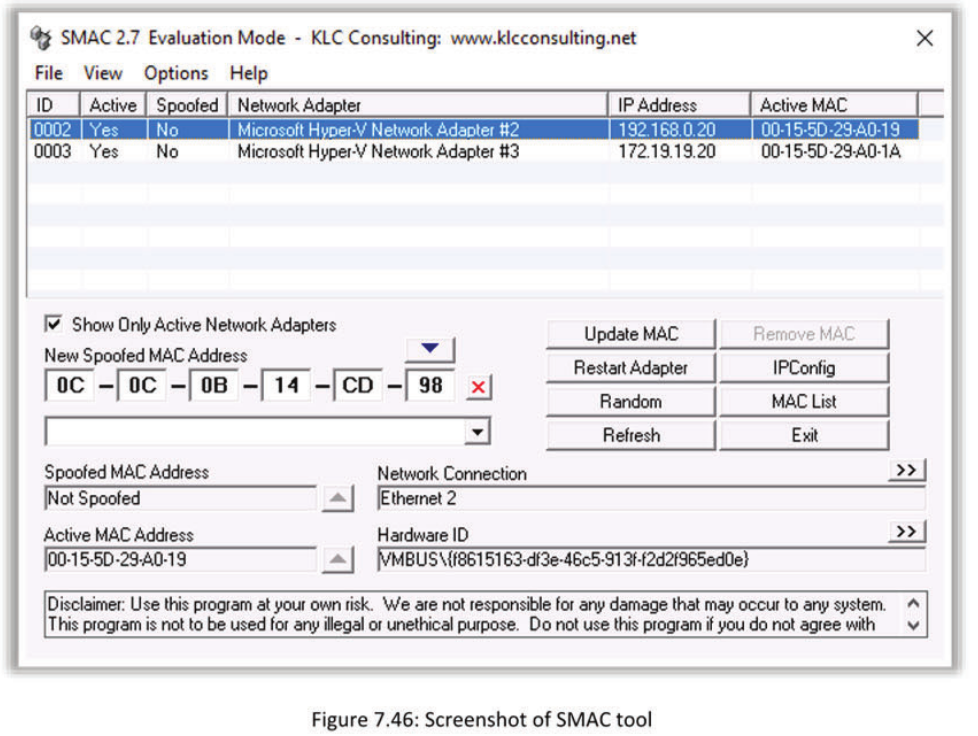 SMAC 2.7 Evaluation Mode - KLC Consulting: www.klcconsulting.net
File View Options Help
ID Active Spoofed Network Adapter IP Address Active MAC
0002 Yes No Microsoft Hyper-V Network Adapter #2 192.168.0.20 00-15-5D-29-A0-19
0003 Yes No Microsoft Hyper-V Network Adapter #3 172.19.19.20 00-15-5D-29-A0-1A
Show Only Active Network Adapters
New Spoofed MAC Address
0C - 0C - 0B - 14 - CD - 98
Update MAC Remove MAC
Restart Adapter IPConfig
Random MAC List
Refresh Exit
Spoofed MAC Address
Not Spoofed
Network Connection >>
Ethernet 2
Active MAC Address
00-15-5D-29-A0-19
Hardware ID >>
VMBUS\{f8615163-df3e-46c5-913f-f2d2f965ed0e}
Disclaimer: Use this program at your own risk. We are not responsible for any damage that may occur to any system.
This program is not to be used for any illegal or unethical purpose. Do not use this program if you do not agree with
Figure 7.46: Screenshot of SMAC tool